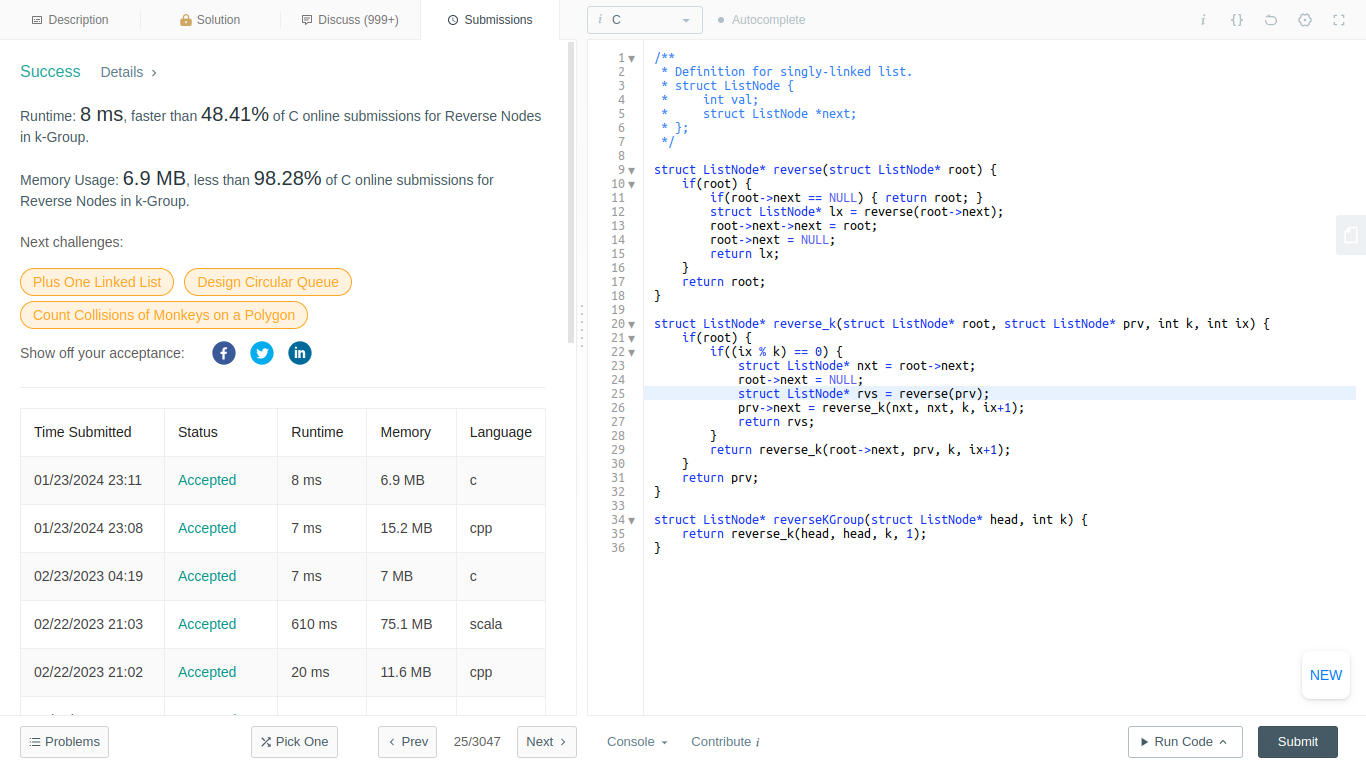 Description
Solution
Discuss (999+)
Submissions
i C
Autocomplete
i {}
Success Details
Runtime: 8 ms, faster than 48.41% of C online submissions for Reverse Nodes
in k-Group.
Memory Usage: 6.9 MB, less than 98.28% of C online submissions for
Reverse Nodes in k-Group.
Next challenges:
Plus One Linked List Design Circular Queue
Count Collisions of Monkeys on a Polygon
Show off your acceptance: f in
Time Submitted Status Runtime Memory Language
01/23/2024 23:11 Accepted 8 ms 6.9 MB c
01/23/2024 23:08 Accepted 7 ms 15.2 MB cpp
02/23/2023 04:19 Accepted 7 ms 7 MB c
02/22/2023 21:03 Accepted 610 ms 75.1 MB scala
02/22/2023 21:02 Accepted 20 ms 11.6 MB cpp
1 /**
2  * Definition for singly-linked list.
3  * struct ListNode {
4  *     int val;
5  *     struct ListNode *next;
6  * };
7  */
8
9 struct ListNode* reverse(struct ListNode* root) {
10     if(root) {
11         if(root->next == NULL) { return root; }
12         struct ListNode* lx = reverse(root->next);
13         root->next->next = root;
14         root->next = NULL;
15         return lx;
16     }
17     return root;
18 }
19
20 struct ListNode* reverse_k(struct ListNode* root, struct ListNode* prv, int k, int ix) {
21     if(root) {
22         if((ix % k) == 0) {
23             struct ListNode* nxt = root->next;
24             root->next = NULL;
25             struct ListNode* rvs = reverse(prv);
26             prv->next = reverse_k(nxt, nxt, k, ix+1);
27             return rvs;
28         }
29         return reverse_k(root->next, prv, k, ix+1);
30     }
31     return prv;
32 }
33
34 struct ListNode* reverseKGroup(struct ListNode* head, int k) {
35     return reverse_k(head, head, k, 1);
36 }
NEW
Problems
Pick One
Prev
25/3047
Next
Console
Contribute i
Run Code
Submit